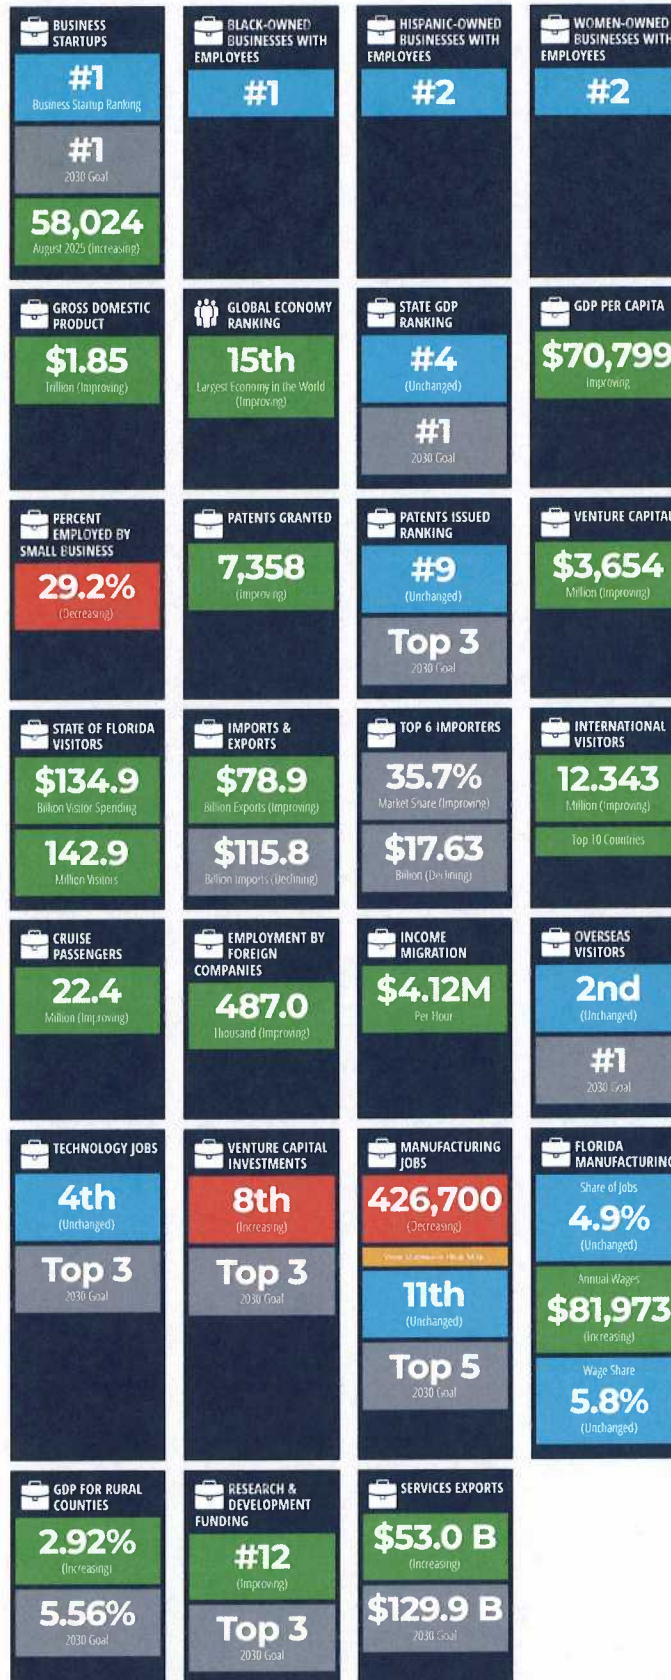 BUSINESS
STARTUPS
#1
Business Startup Ranking
#1
2030 Goal
58,024
August 2025 (Increasing)
BLACK-OWNED
BUSINESSES WITH
EMPLOYEES
#1
HISPANIC-OWNED
BUSINESSES WITH
EMPLOYEES
#2
WOMEN-OWNED
BUSINESSES WITH
EMPLOYEES
#2
GROSS DOMESTIC
PRODUCT
$1.85
Trillion (Improving)
GLOBAL ECONOMY
RANKING
15th
Largest Economy in the World
(Improving)
STATE GDP
RANKING
#4
(Unchanged)
#1
2030 Goal
GDP PER CAPITA
$70,799
Improving
PERCENT
EMPLOYED BY
SMALL BUSINESS
29.2%
(Decreasing)
PATENTS GRANTED
7,358
(Improving)
PATENTS ISSUED
RANKING
#9
(Unchanged)
Top 3
2030 Goal
VENTURE CAPITAL
$3,654
Million (Improving)
STATE OF FLORIDA
VISITORS
$134.9
Billion Visitor Spending
142.9
Million Visitors
IMPORTS &
EXPORTS
$78.9
Billion Exports (Improving)
$115.8
Billion Imports (Declining)
TOP 6 IMPORTERS
35.7%
Market Share (Improving)
$17.63
Billion (Declining)
INTERNATIONAL
VISITORS
12.343
Million (Improving)
Top 10 Countries
CRUISE
PASSENGERS
22.4
Million (Improving)
EMPLOYMENT BY
FOREIGN
COMPANIES
487.0
Thousand (Improving)
INCOME
MIGRATION
$4.12M
Per Hour
OVERSEAS
VISITORS
2nd
(Unchanged)
#1
2030 Goal
TECHNOLOGY JOBS
4th
(Unchanged)
Top 3
2030 Goal
VENTURE CAPITAL
INVESTMENTS
8th
(Increasing)
Top 3
2030 Goal
MANUFACTURING
JOBS
426,700
(Decreasing)
11th
(Unchanged)
Top 5
2030 Goal
FLORIDA
MANUFACTURING
Share of Jobs
4.9%
(Unchanged)
Annual Wages
$81,973
(Increasing)
Wage Share
5.8%
(Unchanged)
GDP FOR RURAL
COUNTIES
2.92%
(Increasing)
5.56%
2030 Goal
RESEARCH &
DEVELOPMENT
FUNDING
#12
(Improving)
Top 3
2030 Goal
SERVICES EXPORTS
$53.0 B
(Increasing)
$129.9 B
2030 Goal